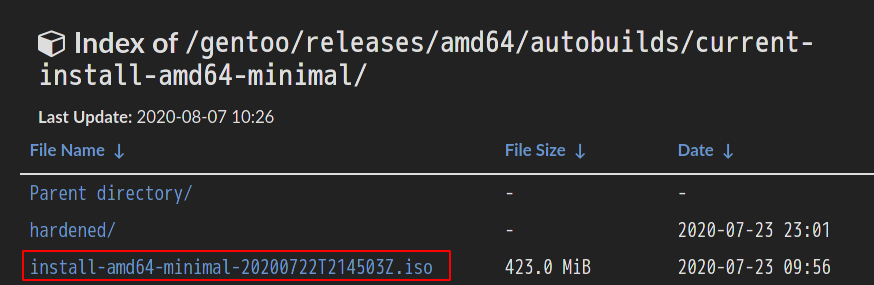 Index of /gentoo/releases/amd64/autobuilds/current-
install-amd64-minimal/
Last Update: 2020-08-07 10:26
File Name ↓ File Size ↓ Date ↓
Parent directory/ - -
hardened/ - 2020-07-23 23:01
install-amd64-minimal-20200722T214503Z.iso 423.0 MiB 2020-07-23 09:56